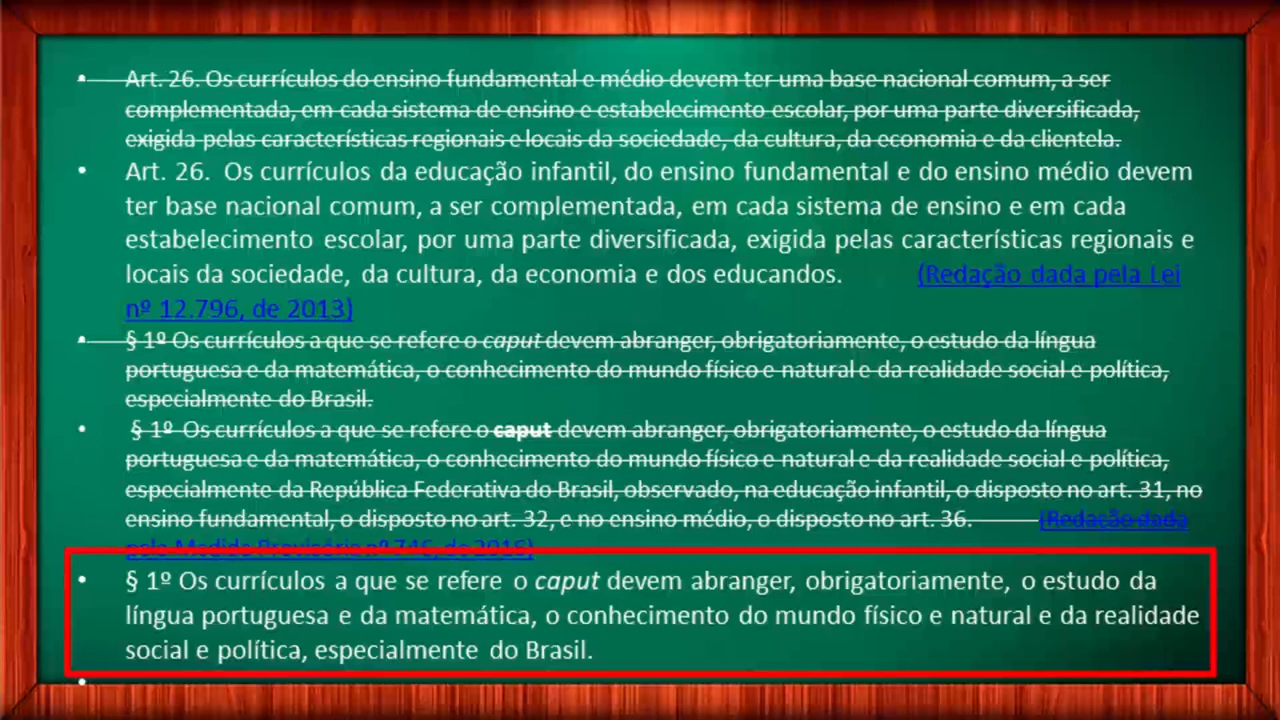 • Art. 26. Os currículos do ensino fundamental e médio devem ter uma base nacional comum, a ser
complementada, em cada sistema de ensino e estabelecimento escolar, por uma parte diversificada,
exigida pelas características regionais e locais da sociedade, da cultura, da economia e da clientela.
• Art. 26. Os currículos da educação infantil, do ensino fundamental e do ensino médio devem
ter base nacional comum, a ser complementada, em cada sistema de ensino e em cada
estabelecimento escolar, por uma parte diversificada, exigida pelas características regionais e
locais da sociedade, da cultura, da economia e dos educandos. (Redação dada pela Lei
nº 12.796, de 2013)
• § 1º Os currículos a que se refere o caput devem abranger, obrigatoriamente, o estudo da língua
portuguesa e da matemática, o conhecimento do mundo físico e natural e da realidade social e política,
especialmente do Brasil.
• § 1º Os currículos a que se refere o caput devem abranger, obrigatoriamente, o estudo da língua
portuguesa e da matemática, o conhecimento do mundo físico e natural e da realidade social e política,
especialmente da República Federativa do Brasil, observado, na educação infantil, o disposto no art. 31, no
ensino fundamental, o disposto no art. 32, e no ensino médio, o disposto no art. 36. (Redação dada
pela Medida Provisória nº 746, de 2016)
• § 1º Os currículos a que se refere o caput devem abranger, obrigatoriamente, o estudo da
língua portuguesa e da matemática, o conhecimento do mundo físico e natural e da realidade
social e política, especialmente do Brasil.
•